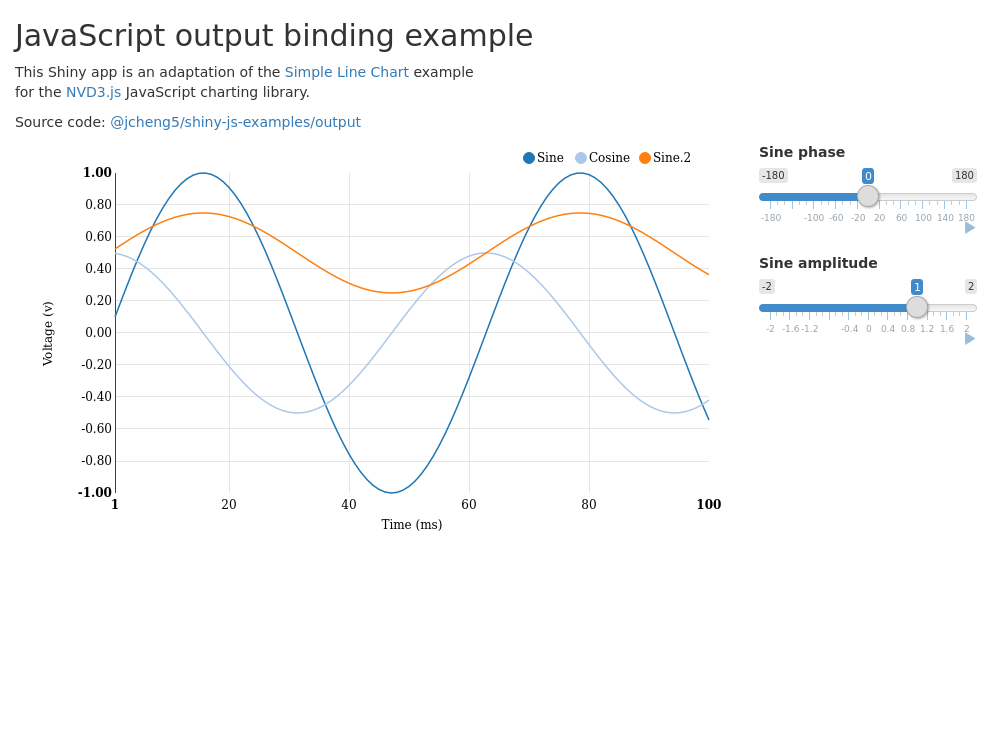 JavaScript output binding example
This Shiny app is an adaptation of the Simple Line Chart example
for the NVD3.js JavaScript charting library.
Source code: @jcheng5/shiny-js-examples/output
Sine Cosine Sine.2
1.00
0.80
0.60
0.40
0.20
0.00
-0.20
-0.40
-0.60
-0.80
-1.00
Voltage (v)
1 20 40 60 80 100
Time (ms)
Sine phase
-180 0 180
-180 -100 -60 -20 20 60 100 140 180
Sine amplitude
-2 1 2
-2 -1.6 -1.2 -0.4 0 0.4 0.8 1.2 1.6 2